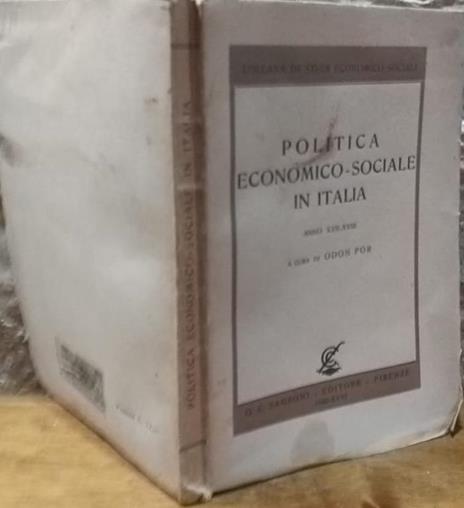 POLITICA ECONOMICO-SOCIALE IN ITALIA
COLLANA DI STUDI ECONOMICO-SOCIALI
POLITICA
ECONOMICO-SOCIALE
IN ITALIA
ANNO XVII-XVIII
A CURA DI ODON POR
G. C. SANSONI - EDITORE - FIRENZE